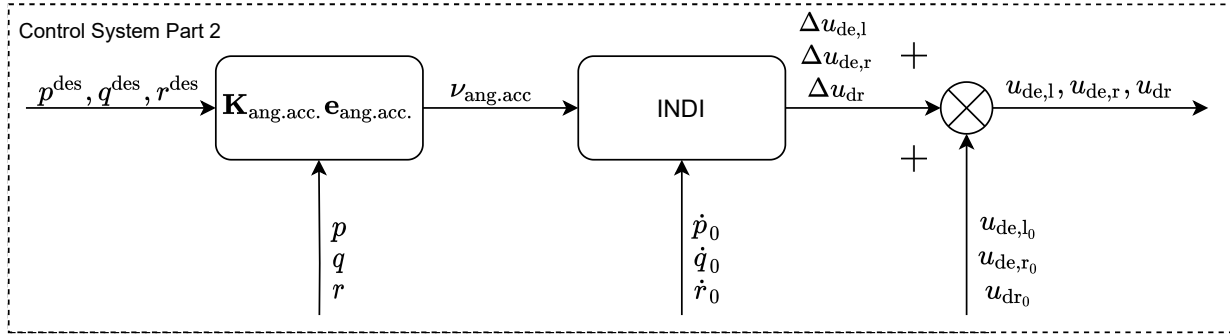 Control System Part 2
p^des, q^des, r^des
K_ang.acc. e_ang.acc.
ν_ang.acc
INDI
Δu_de,l
Δu_de,r
Δu_dr
+
+
u_de,l, u_de,r, u_dr
p
q
r
ṗ_0
q̇_0
ṙ_0
u_de,l_0
u_de,r_0
u_dr_0